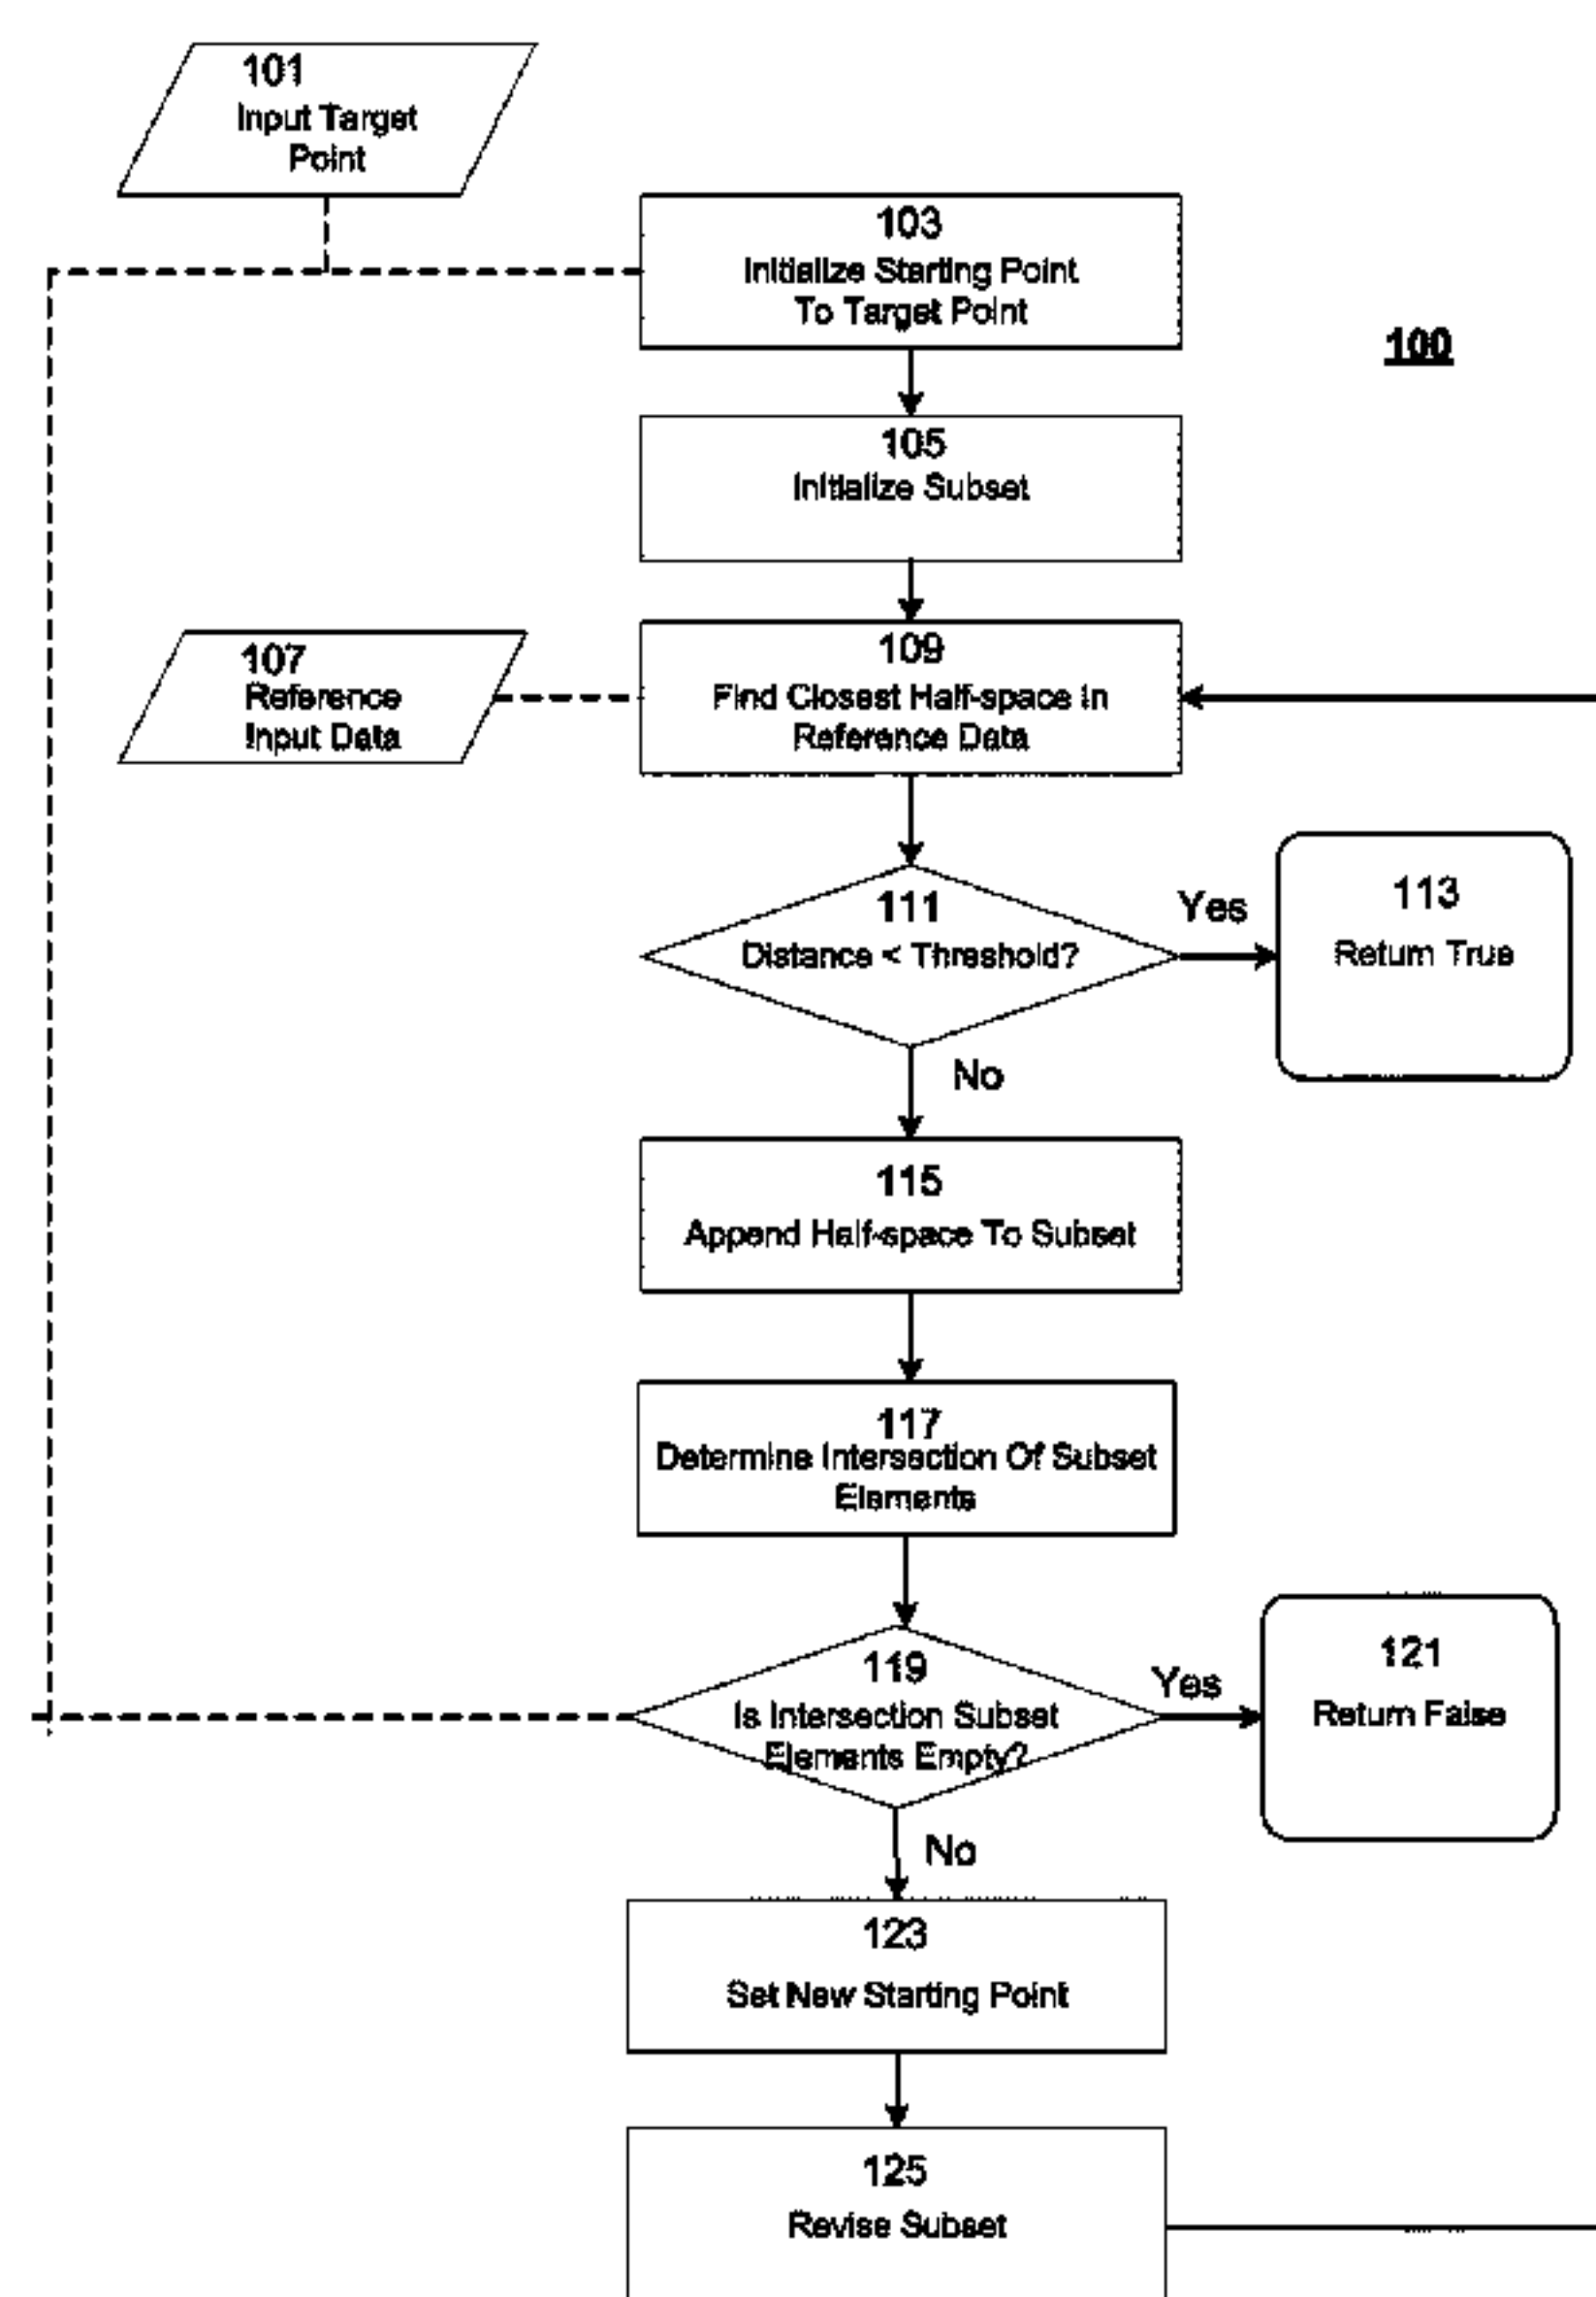 101
Input Target
Point
103
Initialize Starting Point
To Target Point
100
105
Initialize Subset
107
Reference
Input Data
109
Find Closest Half-space In
Reference Data
111
Distance < Threshold?
Yes
113
Return True
No
115
Append Half-space To Subset
117
Determine Intersection Of Subset
Elements
119
Is Intersection Subset
Elements Empty?
Yes
121
Return False
No
123
Set New Starting Point
125
Revise Subset